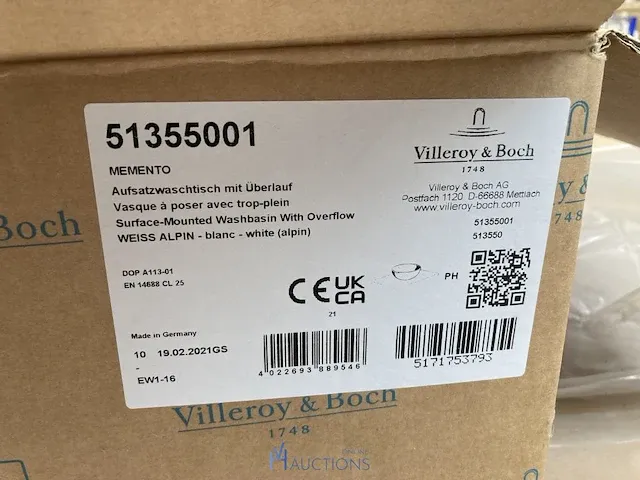 51355001
MEMENTO
Aufsatzwaschtisch mit Überlauf
Vasque à poser avec trop-plein
Surface-Mounted Washbasin With Overflow
WEISS ALPIN - blanc - white (alpin)
Villeroy & Boch
1748
Villeroy & Boch AG
Postfach 1120 D-66688 Mettlach
www.villeroy-boch.com
51355001
513550
DOP A113-01
EN 14688 CL 25
CE UK
CA
21
PH
Made in Germany
10 19.02.2021GS
-
EW1-16
4 022693 889546
5171753793
Boch
Villeroy & Boch
1748
AUCTIONS